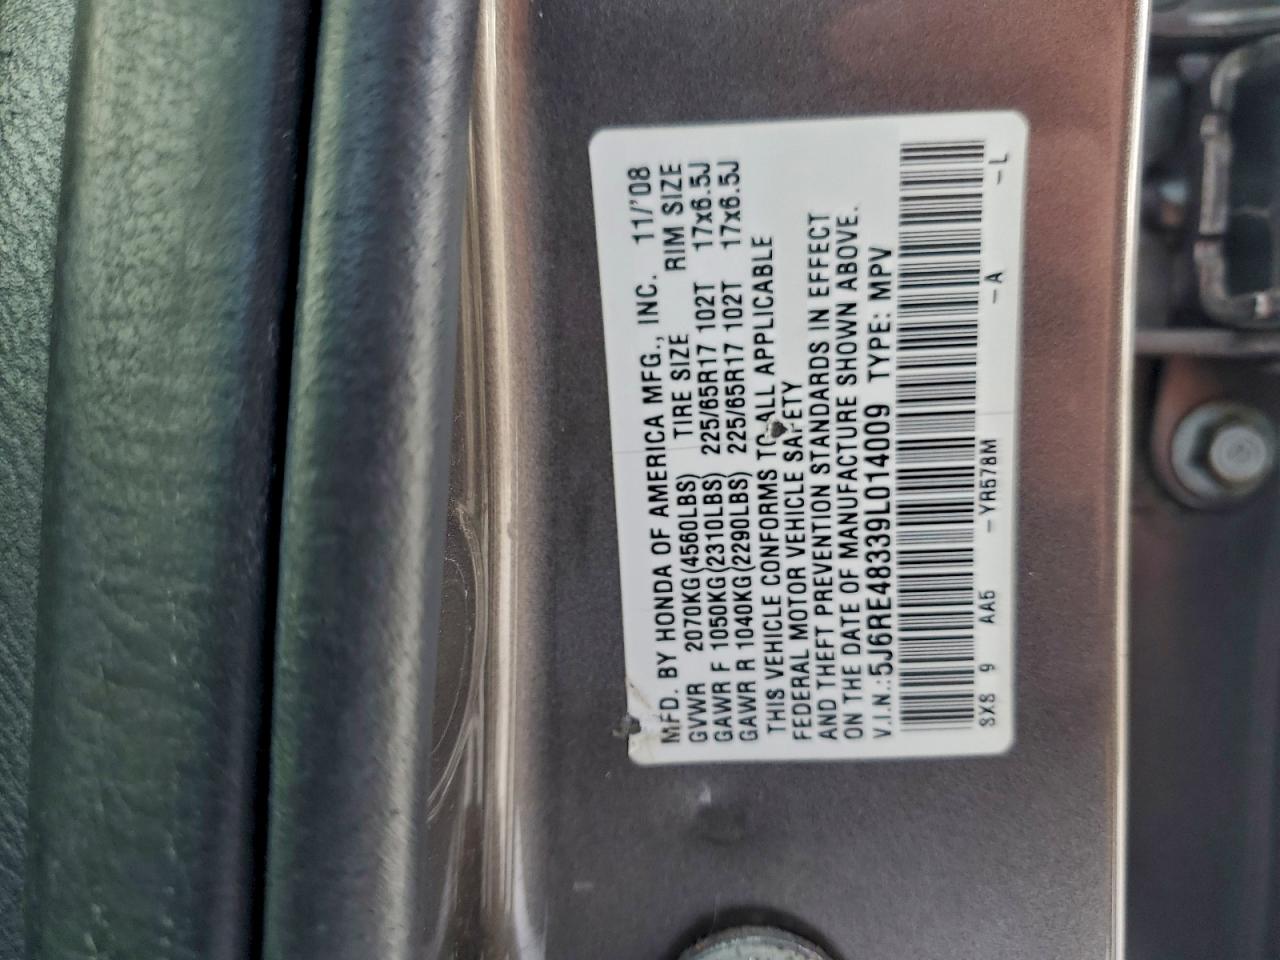 MFD. BY HONDA OF AMERICA MFG., INC. 11/'08
GVWR 2070KG(4560LBS) TIRE SIZE RIM SIZE
GAWR F 1050KG(2310LBS) 225/65R17 102T 17x6.5J
GAWR R 1040KG(2290LBS) 225/65R17 102T 17x6.5J
THIS VEHICLE CONFORMS TO ALL APPLICABLE
FEDERAL MOTOR VEHICLE SAFETY
AND THEFT PREVENTION STANDARDS IN EFFECT
ON THE DATE OF MANUFACTURE SHOWN ABOVE.
V.I.N.:5J6RE48339L014009 TYPE: MPV
SXS 9 AA5 -YR578M -A -L